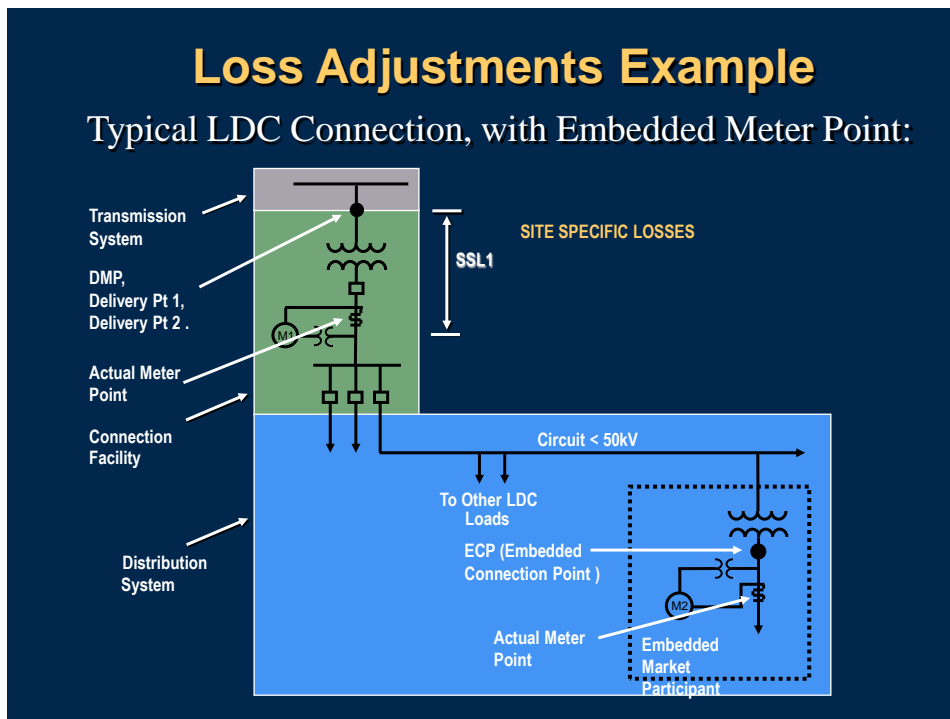 Loss Adjustments Example
Typical LDC Connection, with Embedded Meter Point:
Transmission
System
SITE SPECIFIC LOSSES
SSL1
DMP,
Delivery Pt 1,
Delivery Pt 2 .
M1
Actual Meter
Point
Connection
Facility
Circuit < 50kV
To Other LDC
Loads
ECP (Embedded
Connection Point )
Distribution
System
M2
Actual Meter
Point
Embedded
Market
Participant